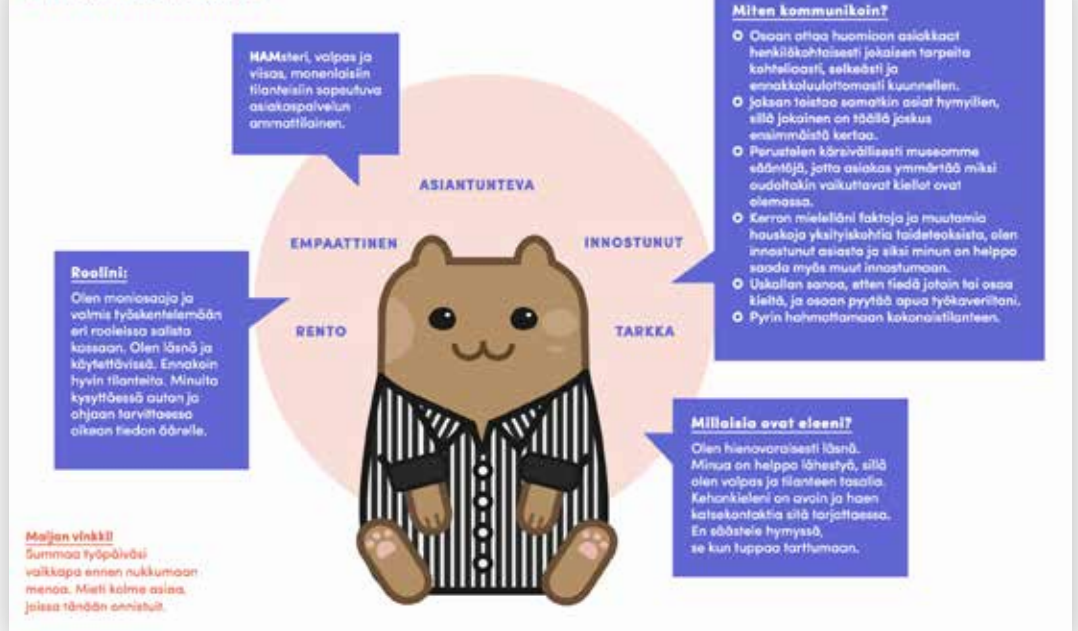 HAMsteri, valpas ja
viisas, monenlaisiin
tilanteisiin sopeutuva
asiakaspalvelun
ammattilainen.
Miten kommunikoin?
Osaan ottaa huomioon asiakkaat
henkilökohtaisesti jokaisen tarpeita
kohteliaasti, selkeästi ja
ennakkoluulottomasti kuunnellen.
Jaksan toistaa samatkin asiat hymyillen,
sillä jokainen on täällä joskus
ensimmäistä kertaa.
Perustelen kärsivällisesti museomme
sääntöjä, jotta asiakas ymmärtää miksi
oudoltakin vaikuttavat kiellot ovat
olemassa.
Kerron mielelläni faktoja ja muutamia
hauskoja yksityiskohtia taideteoksista, olen
innostunut asiasta ja siksi minun on helppo
saada myös muut innostumaan.
Uskallan sanoa, etten tiedä jotain tai osaa
kieltä, ja osaan pyytää apua työkaveriltani.
Pyrin hahmottamaan kokonaistilanteen.
ASIANTUNTEVA
EMPAATTINEN
INNOSTUNUT
RENTO
TARKKA
Roolini:
Olen moniosaaja ja
valmis työskentelemään
eri rooleissa salista
kassaan. Olen läsnä ja
käytettävissä. Ennakoin
hyvin tilanteita. Minulta
kysyttäessä autan ja
ohjaan tarvittaessa
oikean tiedon äärelle.
Millaisia ovat eleeni?
Olen hienovaraisesti läsnä.
Minua on helppo lähestyä, sillä
olen valpas ja tilanteen tasalla.
Kehonkieleni on avoin ja haen
katsekontaktia sitä tarjottaessa.
En säästele hymyssä,
se kun tuppaa tarttumaan.
Maijan vinkki!
Summaa työpäiväsi
vaikkapa ennen nukkumaan
menoa. Mieti kolme asiaa,
joissa tänään onnistuit.